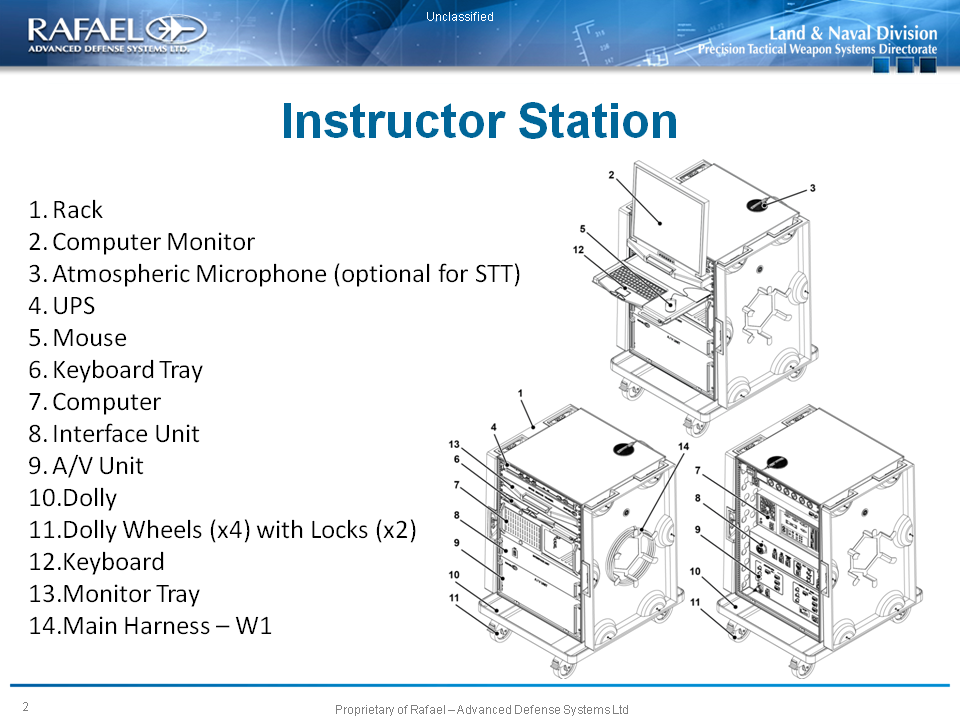 Unclassified
RAFAEL
ADVANCED DEFENSE SYSTEMS LTD.
Land & Naval Division
Precision Tactical Weapon Systems Directorate
Instructor Station
1. Rack
2. Computer Monitor
3. Atmospheric Microphone (optional for STT)
4. UPS
5. Mouse
6. Keyboard Tray
7. Computer
8. Interface Unit
9. A/V Unit
10.Dolly
11.Dolly Wheels (x4) with Locks (x2)
12.Keyboard
13.Monitor Tray
14.Main Harness – W1
2
3
5
12
1
4
13
6
7
8
9
10
11
14
7
8
9
10
11
2
Proprietary of Rafael – Advanced Defense Systems Ltd